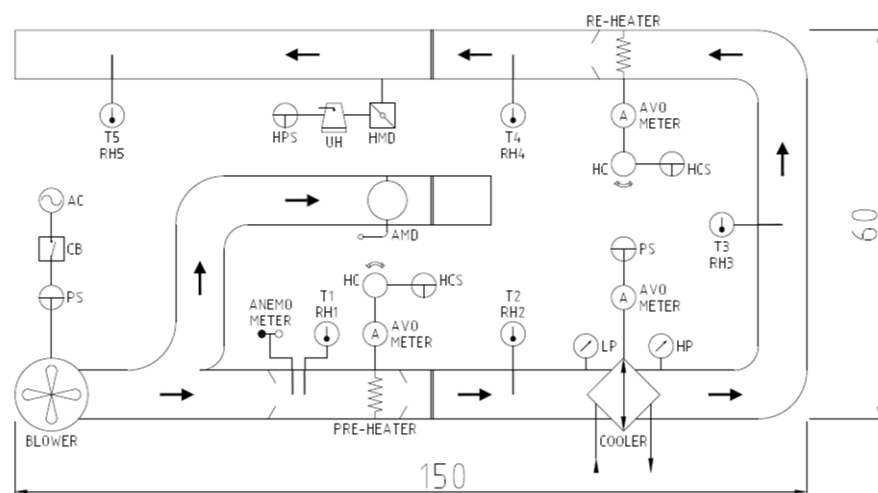 RE-HEATER
A
AVO
METER
T5
RH5
HPS
UH
HMD
T4
RH4
HC
HCS
AC
CB
PS
AMD
T3
RH3
60
PS
HC
HCS
A
AVO
METER
ANEMO
METER
T1
RH1
A
AVO
METER
T2
RH2
LP
HP
BLOWER
PRE-HEATER
COOLER
150